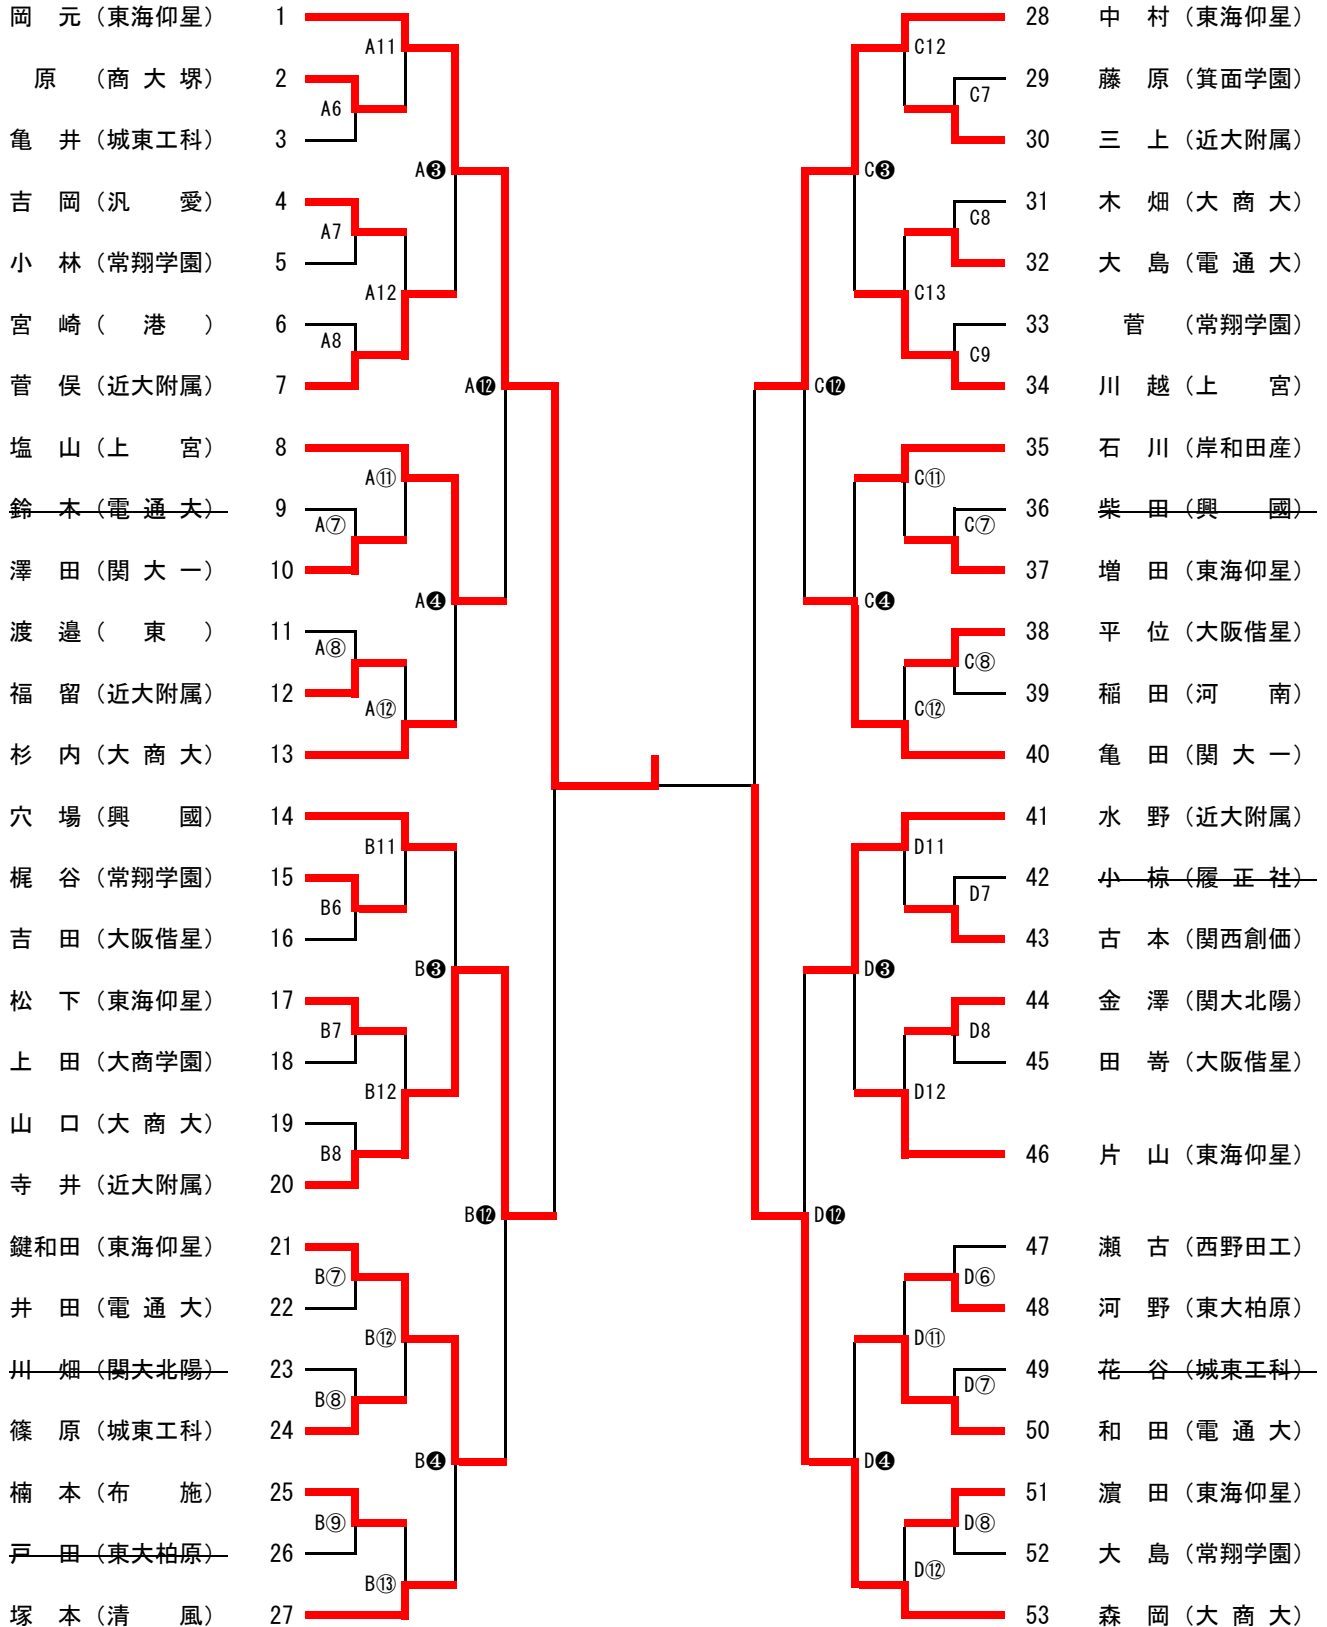 岡　元（東海仰星）　1
A11
原　（商 大 堺）　2
A6
亀　井（城東工科）　3
A❸
吉　岡（汎　　愛）　4
A7
小　林（常翔学園）　5
A12
宮　崎（　港　）　6
A8
菅　俣（近大附属）　7
A⓬
塩　山（上　　宮）　8
A⑪
鈴　木（電 通 大）　9
A⑦
澤　田（関 大 一）　10
A❹
渡　邉（　東　）　11
A⑧
福　留（近大附属）　12
A⑫
杉　内（大 商 大）　13
穴　場（興　　國）　14
B11
梶　谷（常翔学園）　15
B6
吉　田（大阪偕星）　16
B❸
松　下（東海仰星）　17
B7
上　田（大商学園）　18
B12
山　口（大 商 大）　19
B8
寺　井（近大附属）　20
B⓬
鍵和田（東海仰星）　21
B⑦
井　田（電 通 大）　22
B⑫
川　畑（関大北陽）　23
B⑧
篠　原（城東工科）　24
B❹
楠　本（布　　施）　25
B⑨
戸　田（東大柏原）　26
B⑬
塚　本（清　　風）　27
28　中　村（東海仰星）
C12
29　藤　原（箕面学園）
C7
30　三　上（近大附属）
C❸
31　木　畑（大 商 大）
C8
32　大　島（電 通 大）
C13
33　菅　（常翔学園）
C9
34　川　越（上　　宮）
C⓬
35　石　川（岸和田産）
C⑪
36　柴　田（興　　國）
C⑦
37　増　田（東海仰星）
C❹
38　平　位（大阪偕星）
C⑧
39　稲　田（河　　南）
C⑫
40　亀　田（関 大 一）
41　水　野（近大附属）
D11
42　小　椋（履 正 社）
D7
43　古　本（関西創価）
D❸
44　金　澤（関大北陽）
D8
45　田　嵜（大阪偕星）
D12
46　片　山（東海仰星）
D⓬
47　瀬　古（西野田工）
D⑥
48　河　野（東大柏原）
D⑪
49　花　谷（城東工科）
D⑦
50　和　田（電 通 大）
D❹
51　濵　田（東海仰星）
D⑧
52　大　島（常翔学園）
D⑫
53　森　岡（大 商 大）